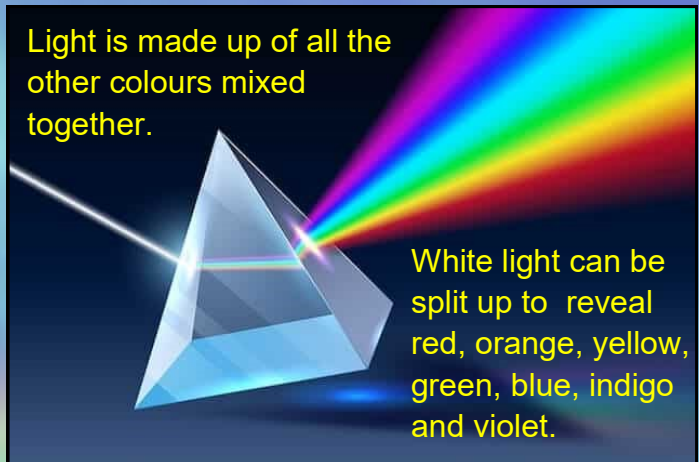 Light is made up of all the
other colours mixed
together.
White light can be
split up to  reveal
red, orange, yellow,
green, blue, indigo
and violet.